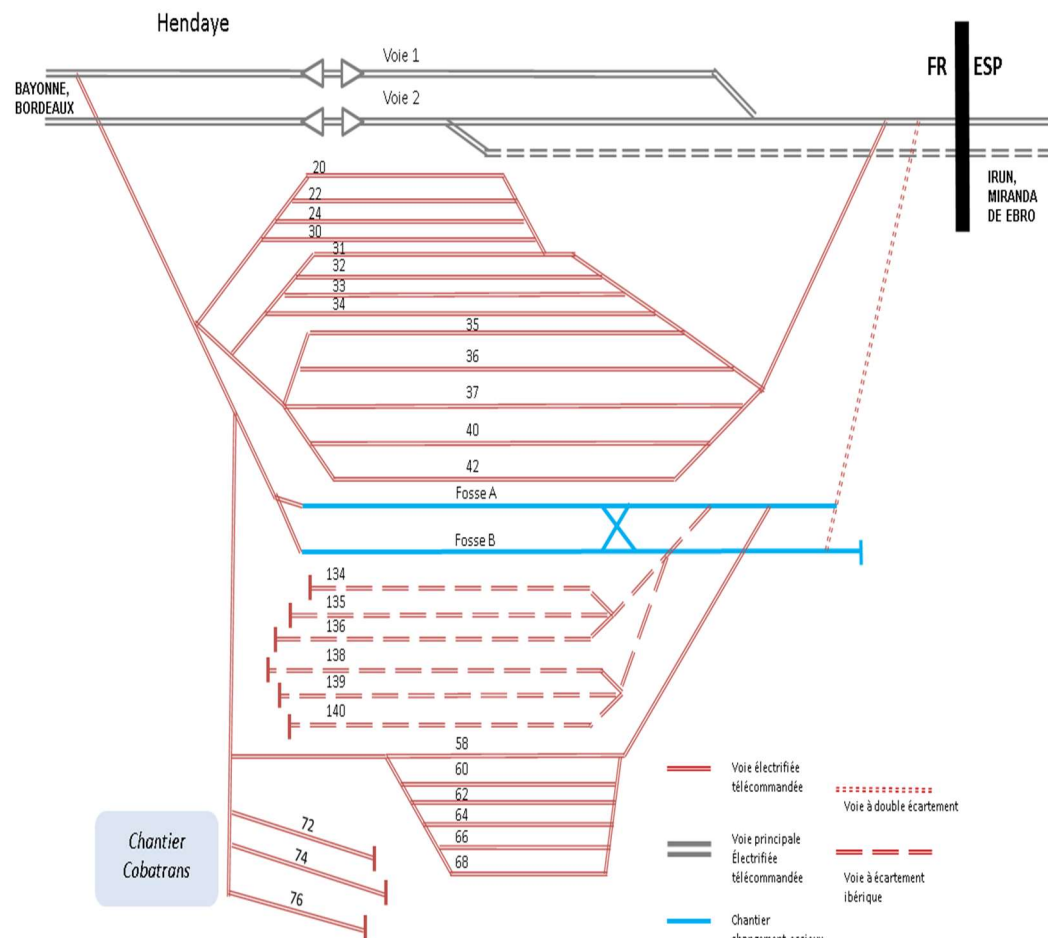 Hendaye
Voie 1
FR
ESP
BAYONNE,
BORDEAUX
Voie 2
IRUN,
MIRANDA
DE EBRO
20
22
24
30
31
32
33
34
35
36
37
40
42
Fosse A
Fosse B
134
135
136
138
139
140
58
60
62
64
66
68
72
74
76
Chantier
Cobatrans
Voie électrifiée
télécommandée
Voie à double écartement
Voie principale
Électrifiée
télécommandée
Voie à écartement
ibérique
Chantier